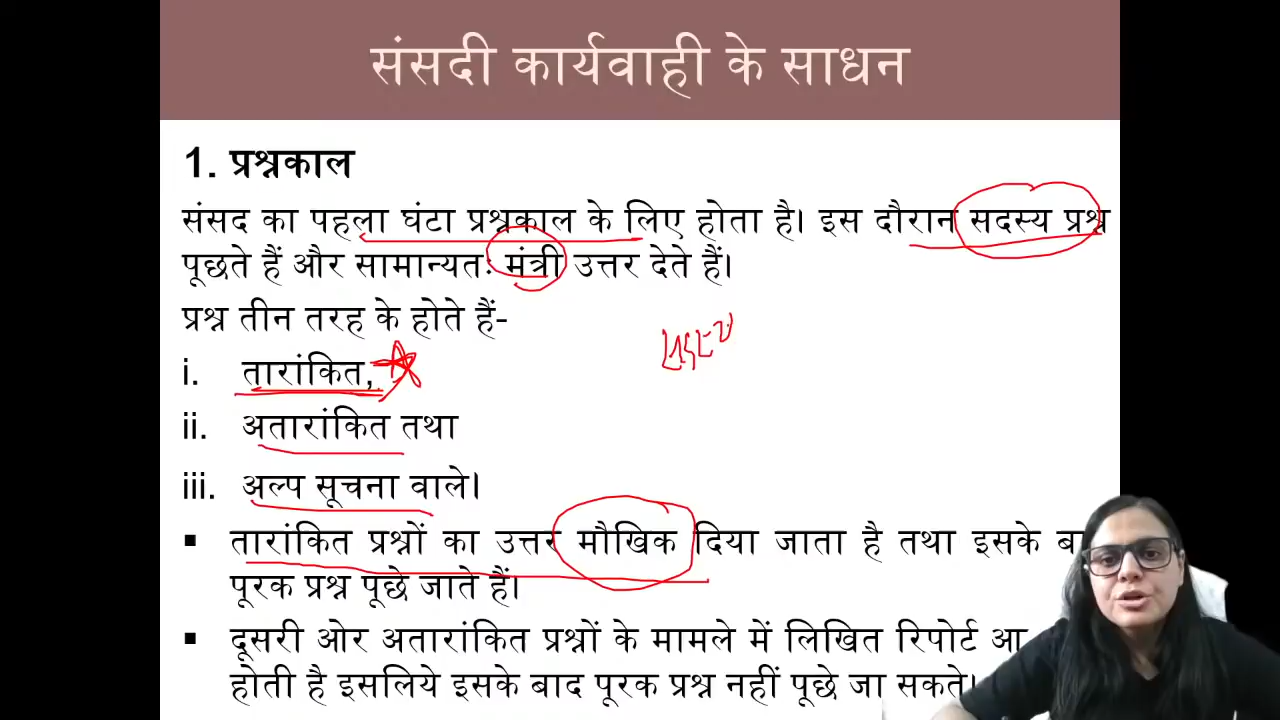 संसदी कार्यवाही के साधन
1. प्रश्नकाल
संसद का पहला घंटा प्रश्नकाल के लिए होता है। इस दौरान सदस्य प्रश्न
पूछते हैं और सामान्यतः मंत्री उत्तर देते हैं।
प्रश्न तीन तरह के होते हैं-
i. तारांकित,
सदस्य
ii. अतारांकित तथा
iii. अल्प सूचना वाले।
▪ तारांकित प्रश्नों का उत्तर मौखिक दिया जाता है तथा इसके
पूरक प्रश्न पूछे जाते हैं।
▪ दूसरी ओर अतारांकित प्रश्नों के मामले में लिखित रिपोर्ट
होती है इसलिये इसके बाद पूरक प्रश्न नहीं पूछे जा सकते।